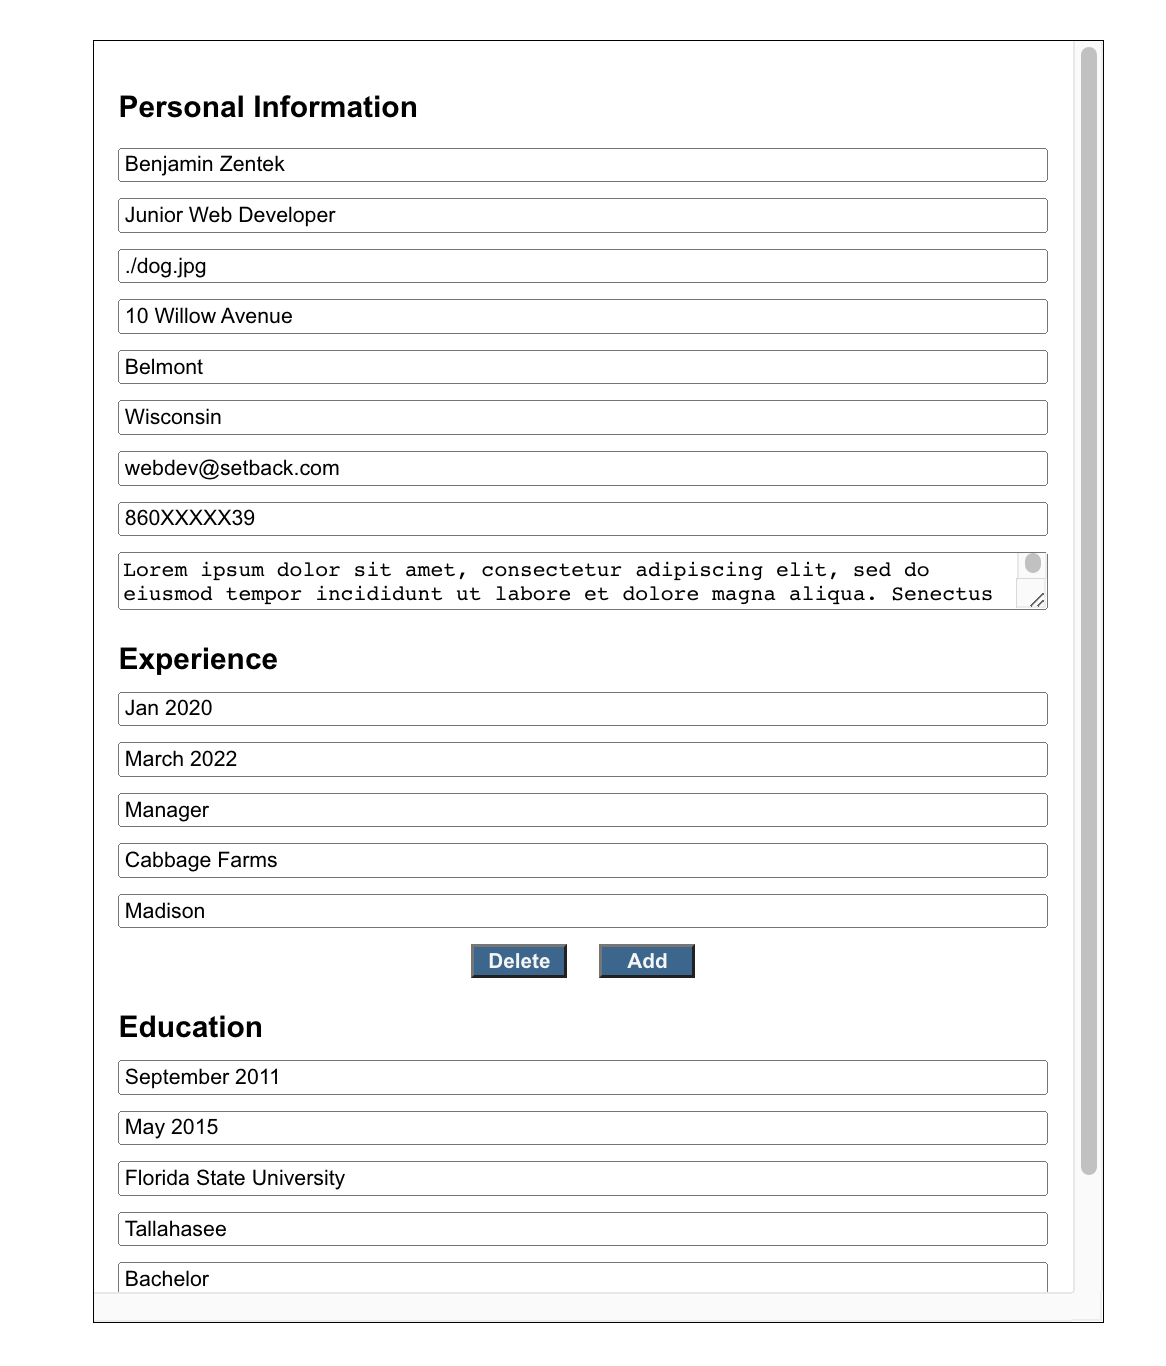 Personal Information
Benjamin Zentek
Junior Web Developer
./dog.jpg
10 Willow Avenue
Belmont
Wisconsin
webdev@setback.com
860XXXXX39
Lorem ipsum dolor sit amet, consectetur adipiscing elit, sed do
eiusmod tempor incididunt ut labore et dolore magna aliqua. Senectus
Experience
Jan 2020
March 2022
Manager
Cabbage Farms
Madison
Delete Add
Education
September 2011
May 2015
Florida State University
Tallahasee
Bachelor